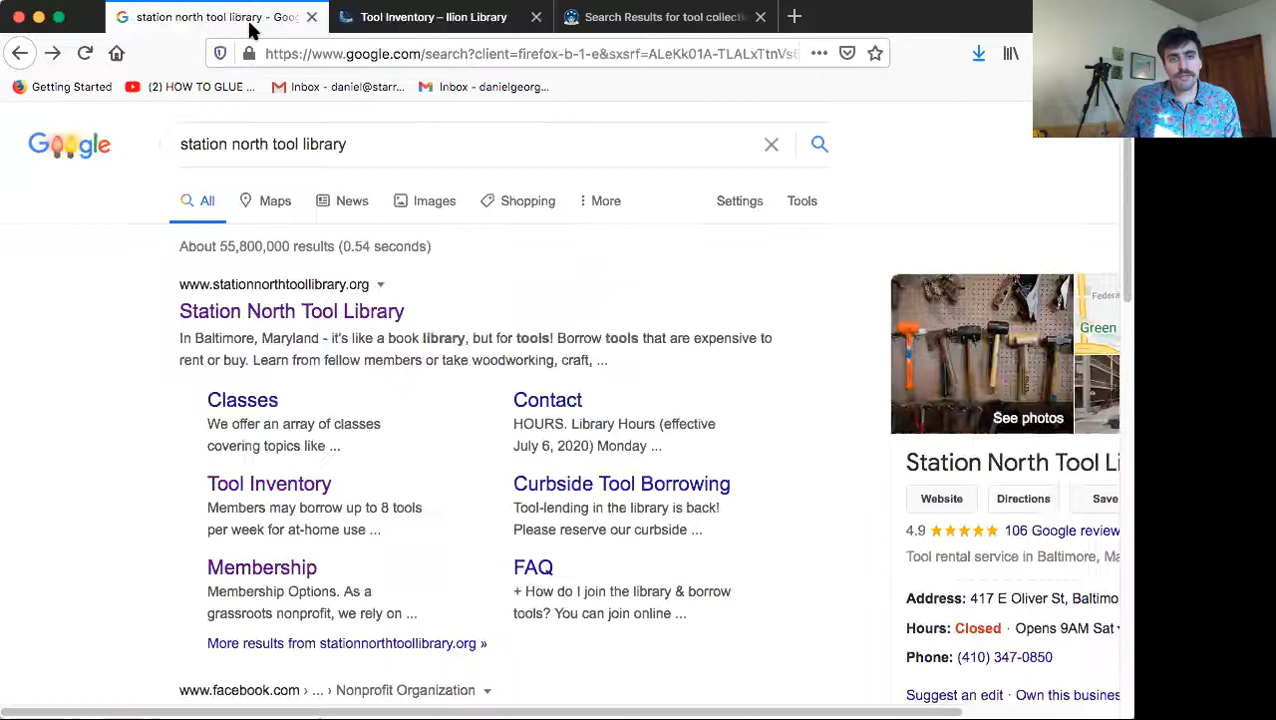 station north tool library - Goo
Tool Inventory – Ilion Library
Search Results for tool collecti
https://www.google.com/search?client=firefox-b-1-e&sxsrf=ALeKk01A-TLALxTtnVs
Getting Started
(2) HOW TO GLUE ...
Inbox - daniel@starr...
Inbox - danielgeorg...
Google
station north tool library
All
Maps
News
Images
Shopping
More
Settings
Tools
About 55,800,000 results (0.54 seconds)
www.stationnorthtoollibrary.org
Station North Tool Library
In Baltimore, Maryland - it's like a book library, but for tools! Borrow tools that are expensive to
rent or buy. Learn from fellow members or take woodworking, craft, ...
Classes
We offer an array of classes
covering topics like ...
Contact
HOURS. Library Hours (effective
July 6, 2020) Monday ...
Tool Inventory
Members may borrow up to 8 tools
per week for at-home use ...
Curbside Tool Borrowing
Tool-lending in the library is back!
Please reserve our curbside ...
Membership
Membership Options. As a
grassroots nonprofit, we rely on ...
FAQ
+ How do I join the library & borrow
tools? You can join online ...
More results from stationnorthtoollibrary.org »
www.facebook.com › ... › Nonprofit Organization
Federa
Green
See photos
Station North Tool Li
Website
Directions
Save
4.9
106 Google review
Tool rental service in Baltimore, Ma
Address: 417 E Oliver St, Baltimo
Hours: Closed · Opens 9AM Sat
Phone: (410) 347-0850
Suggest an edit · Own this busines